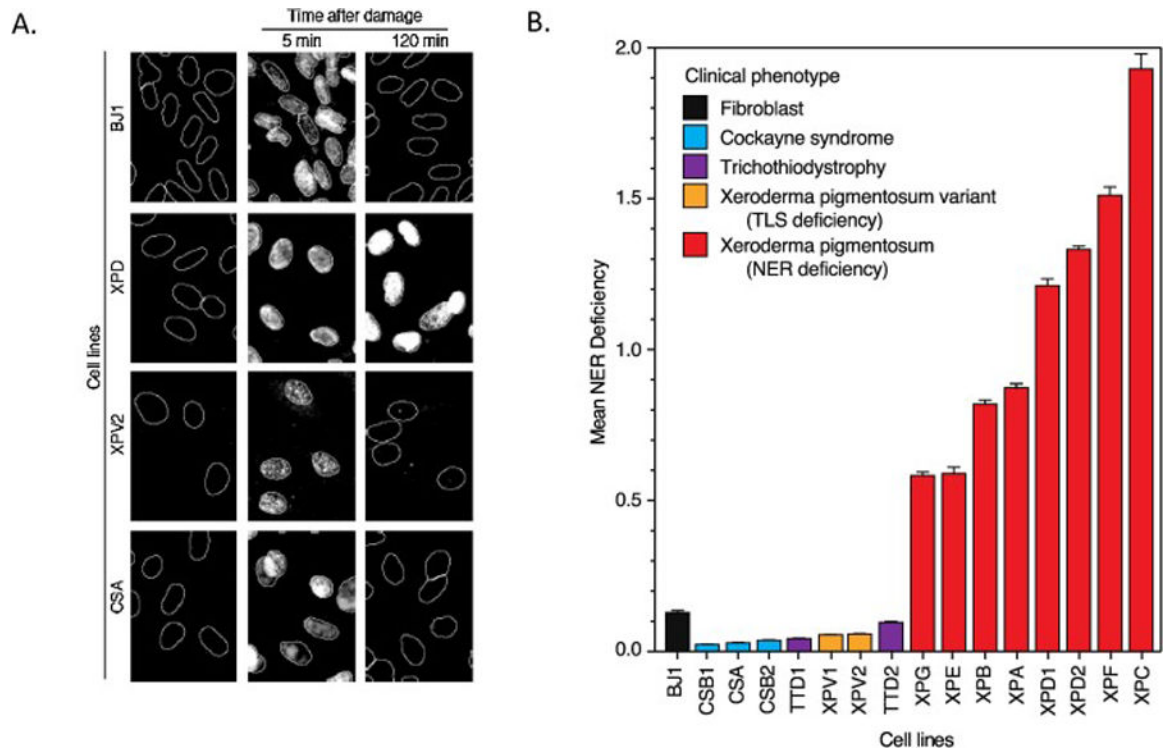 A.
Time after damage
5 min
120 min
Cell lines
BJ1
XPD
XPV2
CSA
B.
Mean NER Deficiency
2.0
1.5
1.0
0.5
0.0
Clinical phenotype
Fibroblast
Cockayne syndrome
Trichothiodystrophy
Xeroderma pigmentosum variant
(TLS deficiency)
Xeroderma pigmentosum
(NER deficiency)
BJ1
CSB1
CSA
CSB2
TTD1
XPV1
XPV2
TTD2
XPG
XPE
XPB
XPA
XPD1
XPD2
XPF
XPC
Cell lines